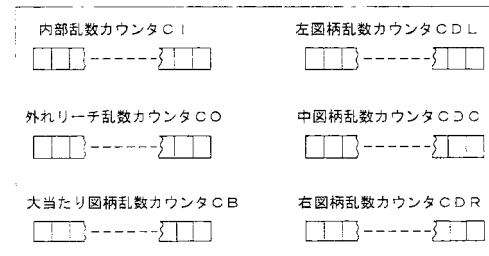 内部乱数カウンタCI
左図柄乱数カウンタCDL
外れリーチ乱数カウンタCO
中図柄乱数カウンタCDC
大当たり図柄乱数カウンタCB
右図柄乱数カウンタCDR